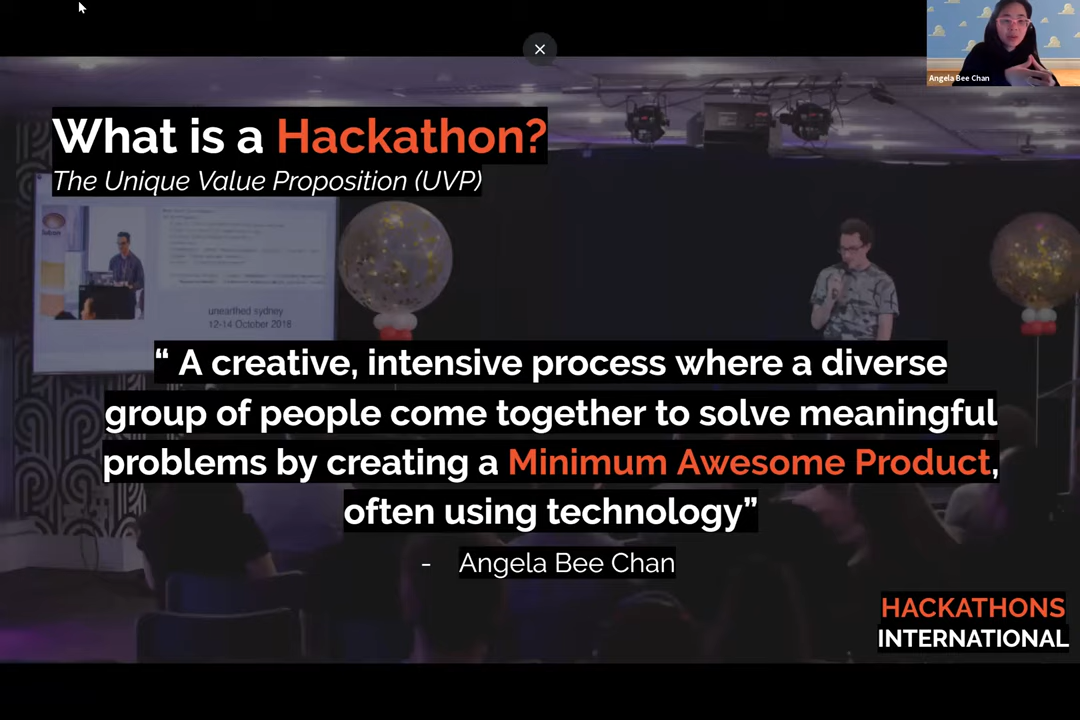 Angela Bee Chan
What is a Hackathon?
The Unique Value Proposition (UVP)
unearthed sydney
12-14 October 2018
“ A creative, intensive process where a diverse
group of people come together to solve meaningful
problems by creating a Minimum Awesome Product,
often using technology”
- Angela Bee Chan
HACKATHONS
INTERNATIONAL